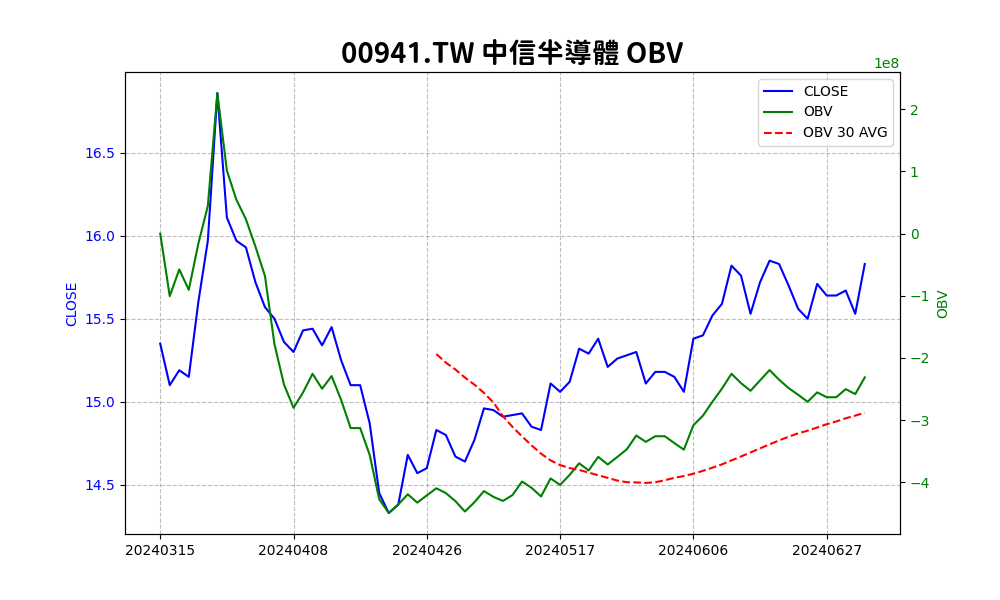 00941.TW 中信半導體 OBV
1e8
CLOSE
OBV
OBV 30 AVG
CLOSE
16.5
16.0
15.5
15.0
14.5
2
1
0
−1
−2
−3
−4
OBV
20240315
20240408
20240426
20240517
20240606
20240627